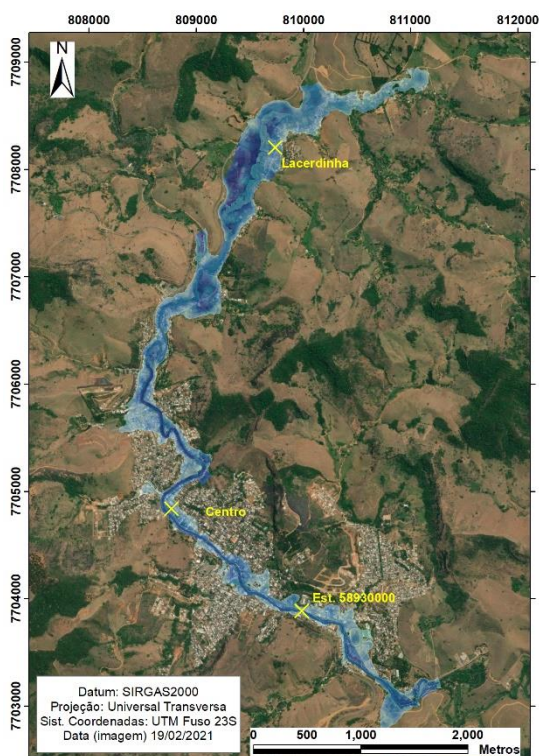 808000 809000 810000 811000 812000
7709000
N
7708000
Lacerdinha
7707000
7706000
7705000
Centro
7704000
Est. 58930000
7703000
Datum: SIRGAS2000
Projeção: Universal Transversa
Sist. Coordenadas: UTM Fuso 23S
Data (imagem) 19/02/2021
0 500 1,000 2,000
Metros